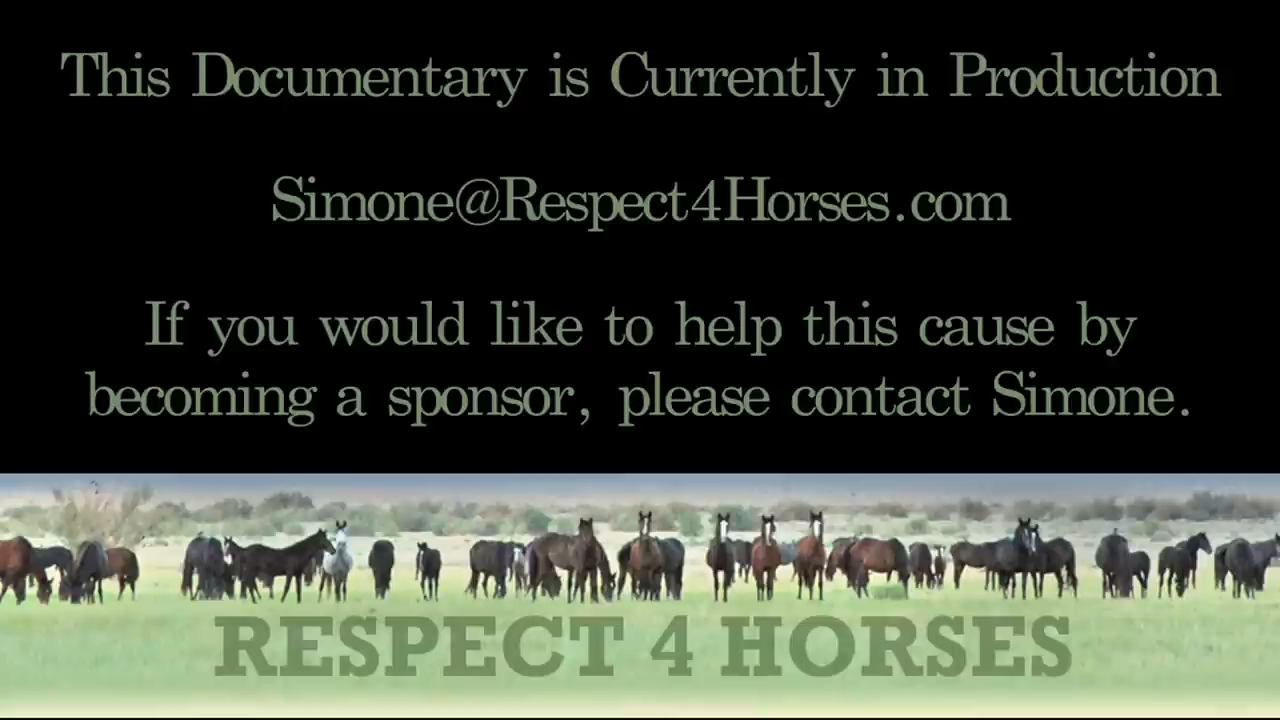 This Documentary is Currently in Production
Simone@Respect4Horses.com
If you would like to help this cause by
becoming a sponsor, please contact Simone.
RESPECT 4 HORSES